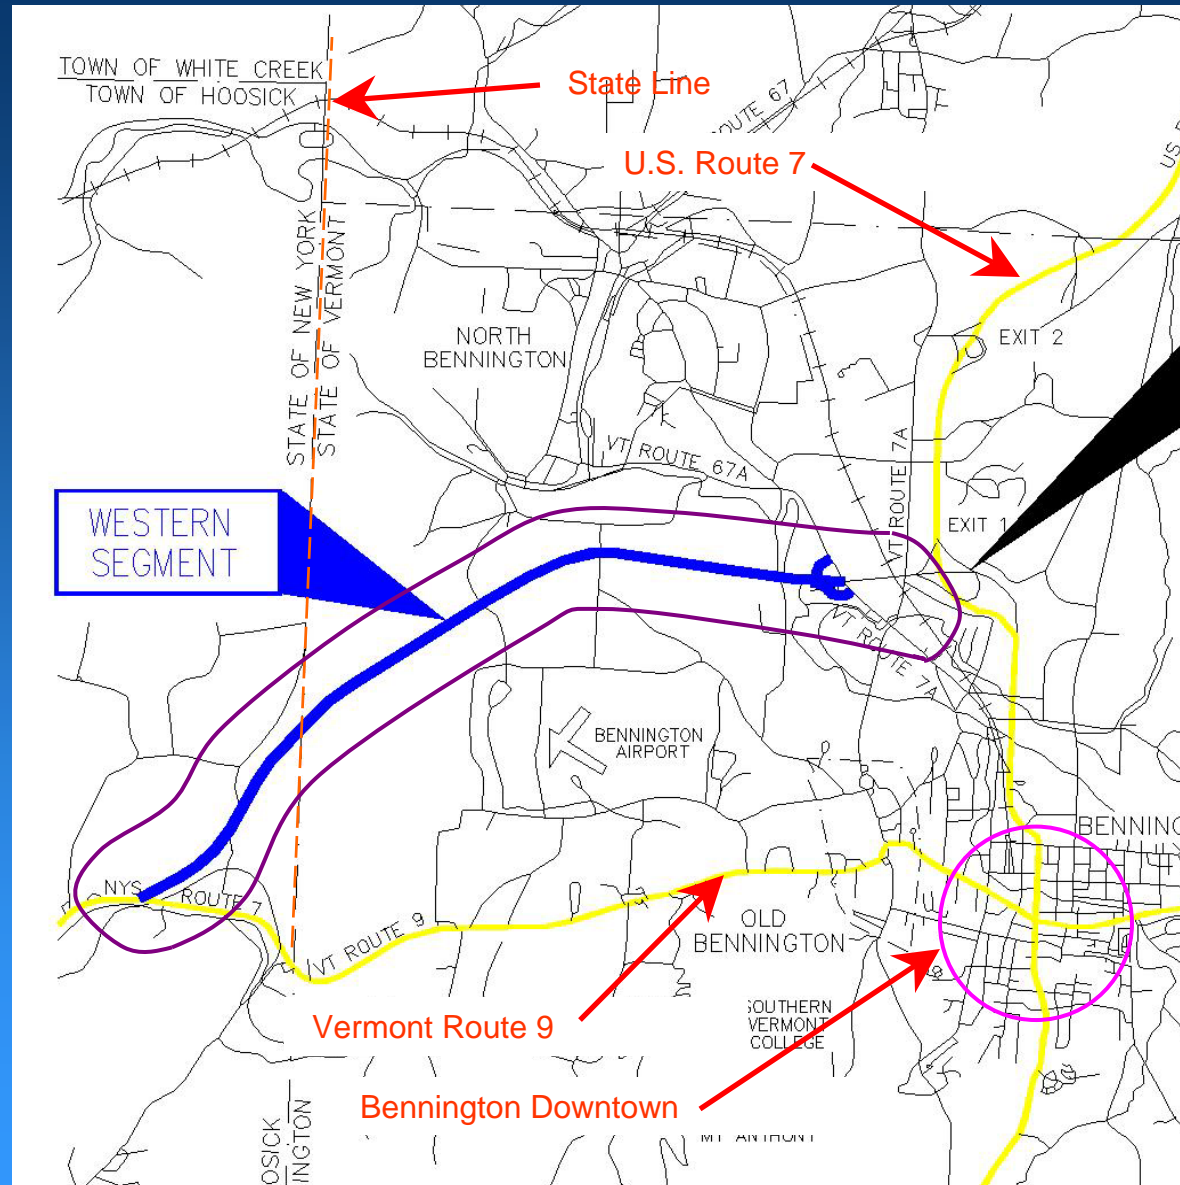 TOWN OF WHITE CREEK
TOWN OF HOOSICK
State Line
ROUTE 67
U.S. Route 7
US
STATE OF NEW YORK
STATE OF VERMONT
NORTH
BENNINGTON
EXIT 2
VT ROUTE 67A
VT ROUTE 7A
WESTERN
SEGMENT
EXIT 1
VT ROUTE 7A
BENNINGTON
AIRPORT
BENNING
NYS ROUTE 7
VT ROUTE 9
OLD
BENNINGTON
SOUTHERN
VERMONT
COLLEGE
Vermont Route 9
Bennington Downtown
MT ANTHONY
OSICK
INGTON